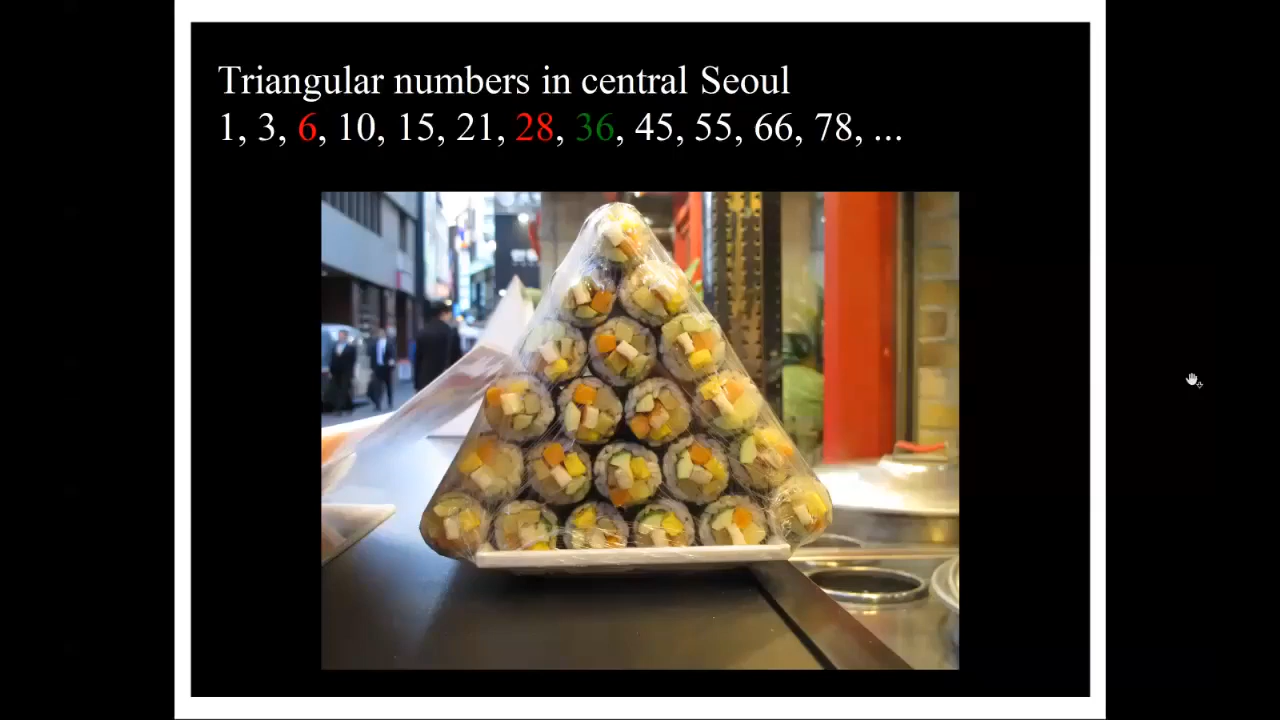 Triangular numbers in central Seoul
1, 3, 6, 10, 15, 21, 28, 36, 45, 55, 66, 78, ...